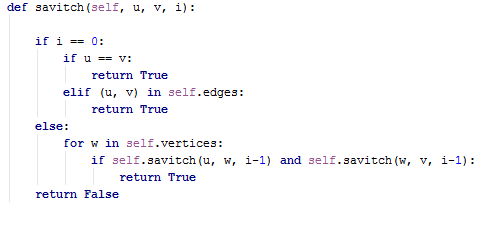 def savitch(self, u, v, i):
if i == 0:
if u == v:
return True
elif (u, v) in self.edges:
return True
else:
for w in self.vertices:
if self.savitch(u, w, i-1) and self.savitch(w, v, i-1):
return True
return False